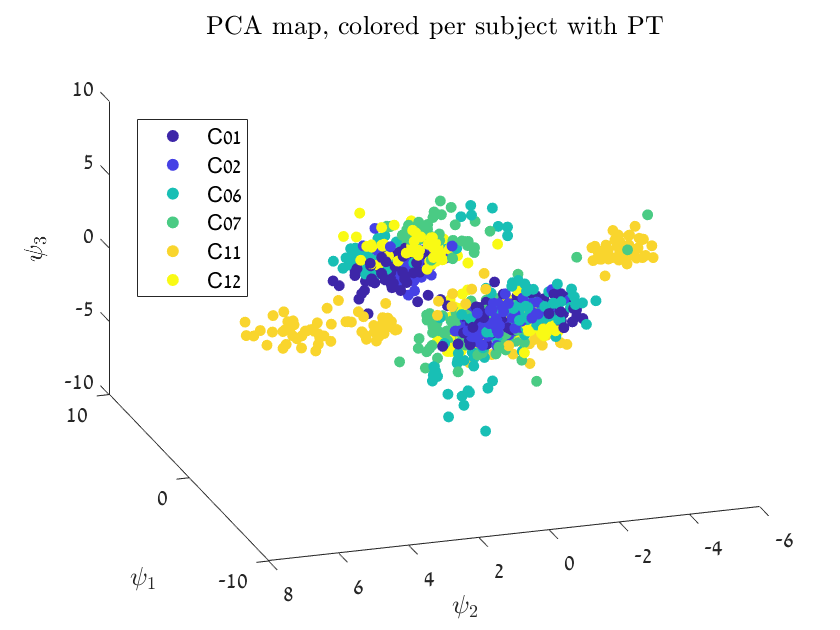 PCA map, colored per subject with PT
10
5
0
-5
-10
ψ3
C01
C02
C06
C07
C11
C12
10
0
-10
ψ1
8
6
4
2
0
-2
-4
-6
ψ2